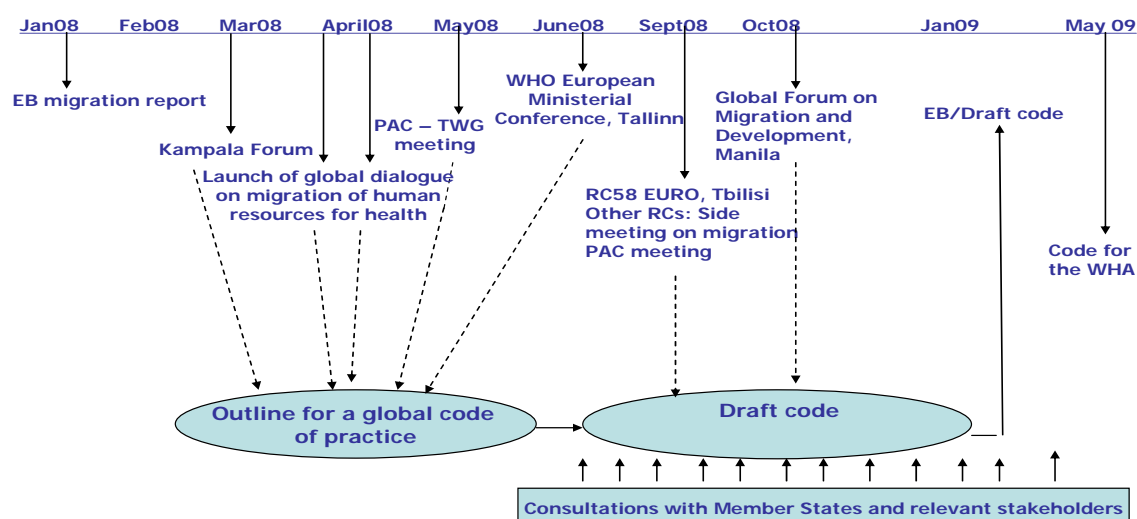 Jan08 Feb08 Mar08 April08 May08 June08 Sept08 Oct08 Jan09 May 09
EB migration report
Kampala Forum
Launch of global dialogue
on migration of human
resources for health
PAC – TWG
meeting
WHO European
Ministerial
Conference, Tallinn
RC58 EURO, Tbilisi
Other RCs: Side
meeting on migration
PAC meeting
Global Forum on
Migration and
Development,
Manila
EB/Draft code
Code for
the WHA
Outline for a global code
of practice
Draft code
Consultations with Member States and relevant stakeholders